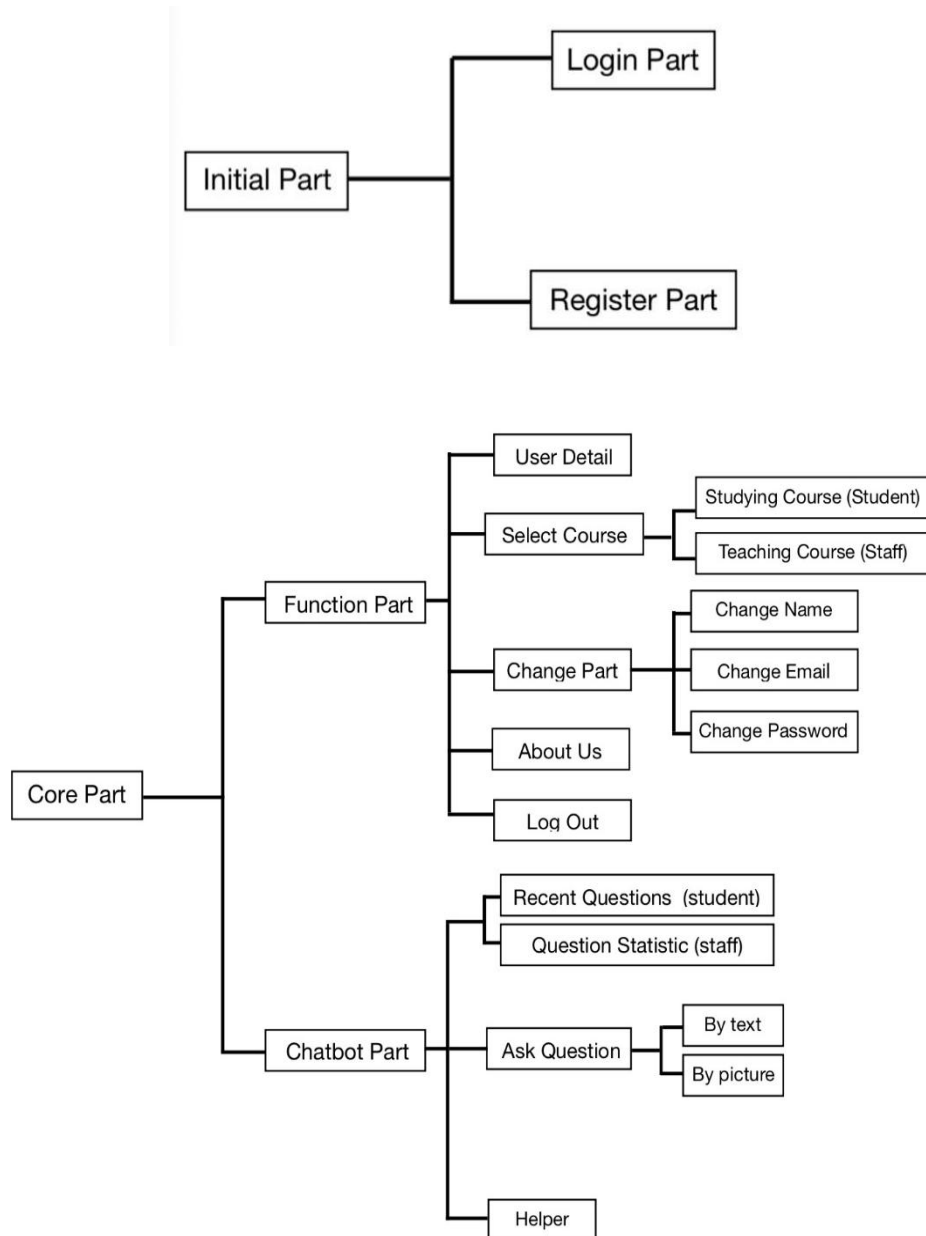 Login Part
Initial Part
Register Part
User Detail
Studying Course (Student)
Select Course
Teaching Course (Staff)
Function Part
Change Name
Change Part
Change Email
Change Password
About Us
Core Part
Log Out
Recent Questions (student)
Question Statistic (staff)
By text
Chatbot Part
Ask Question
By picture
Helper